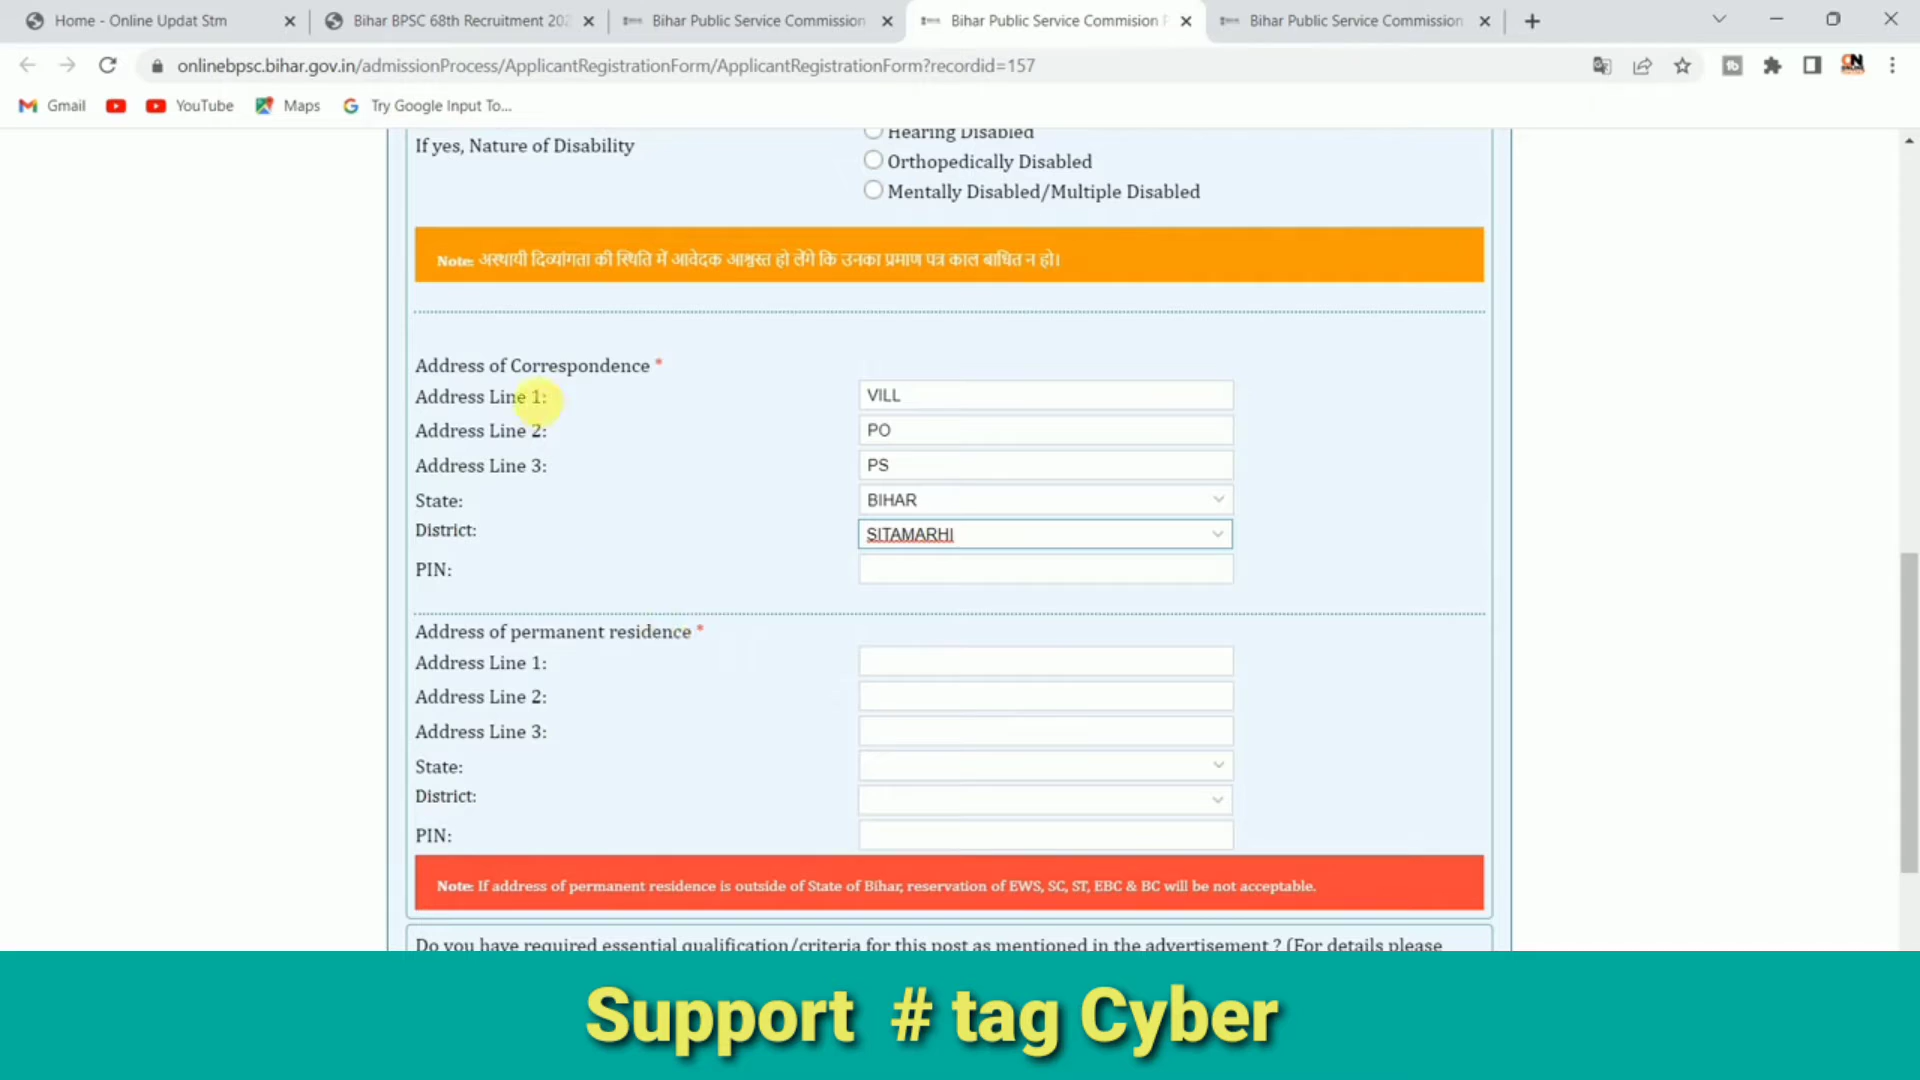 Home - Online Updat Stm
Bihar BPSC 68th Recruitment 202
Bihar Public Service Commission
Bihar Public Service Commision P
Bihar Public Service Commission
onlinebpsc.bihar.gov.in/admissionProcess/ApplicantRegistrationForm/ApplicantRegistrationForm?recordid=157
Gmail
YouTube
Maps
Try Google Input To...
If yes, Nature of Disability
Hearing Disabled
Orthopedically Disabled
Mentally Disabled/Multiple Disabled
Note: अस्थायी दिव्यांगता की स्थिति में आवेदक आश्वस्त हो लेंगे कि उनका प्रमाण पत्र काल बाधित न हो।
Address of Correspondence *
Address Line 1: VILL
Address Line 2: PO
Address Line 3: PS
State: BIHAR
District: SITAMARHI
PIN:
Address of permanent residence *
Address Line 1:
Address Line 2:
Address Line 3:
State:
District:
PIN:
Note: If address of permanent residence is outside of State of Bihar, reservation of EWS, SC, ST, EBC & BC will be not acceptable.
Do you have required essential qualification/criteria for this post as mentioned in the advertisement ? (For details please
Support # tag Cyber